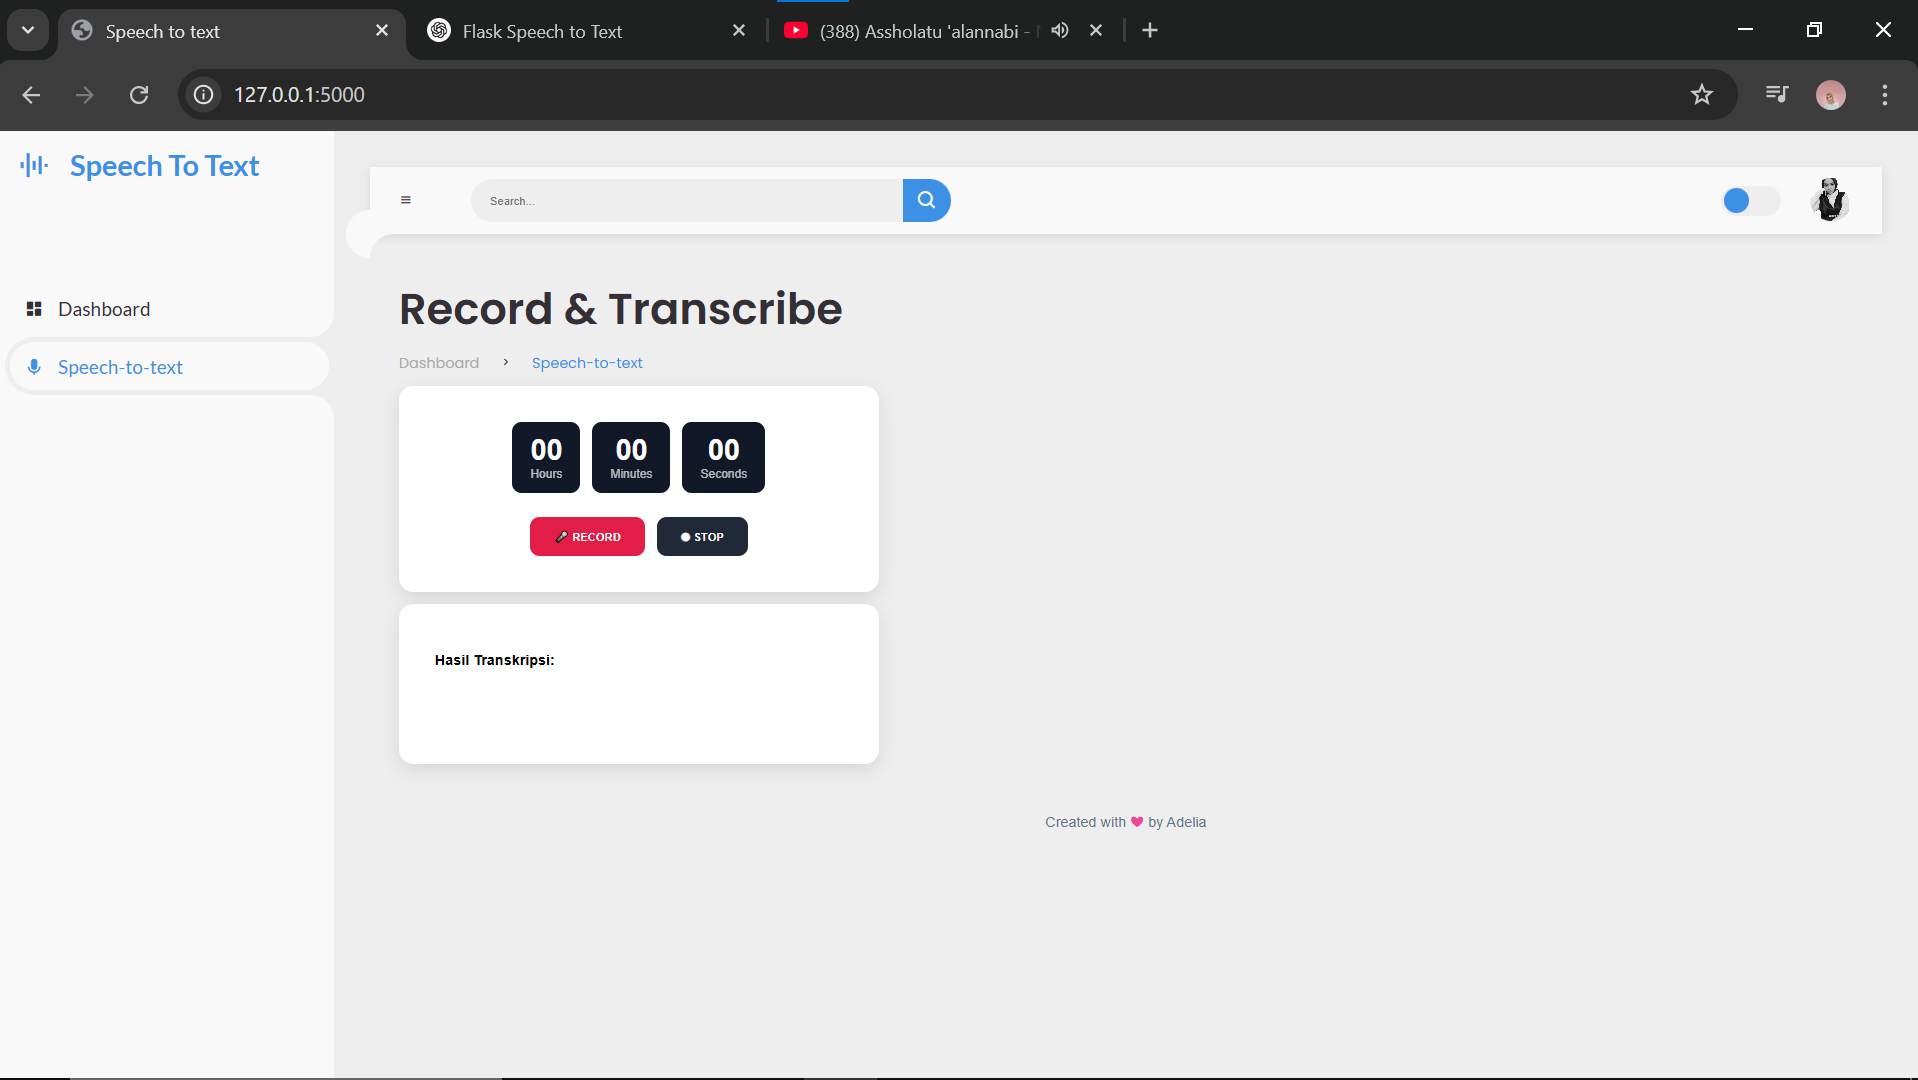 Speech to text
Flask Speech to Text
(388) Assholatu 'alannabi -
127.0.0.1:5000
Speech To Text
Search...
Dashboard
Speech-to-text
Record & Transcribe
Dashboard > Speech-to-text
00 00 00
Hours Minutes Seconds
RECORD STOP
Hasil Transkripsi:
Created with ❤ by Adelia